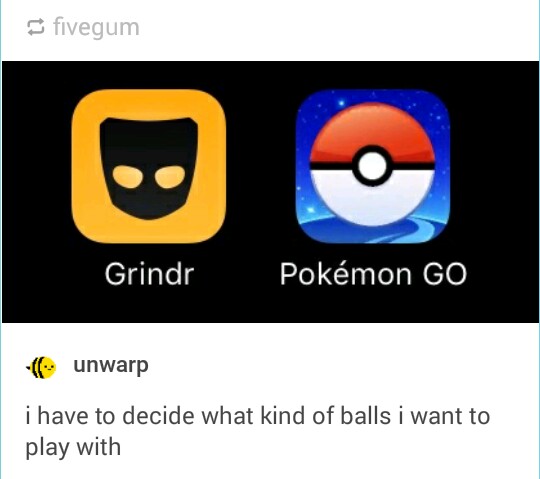 fivegum
Grindr
Pokémon GO
unwarp
i have to decide what kind of balls i want to
play with